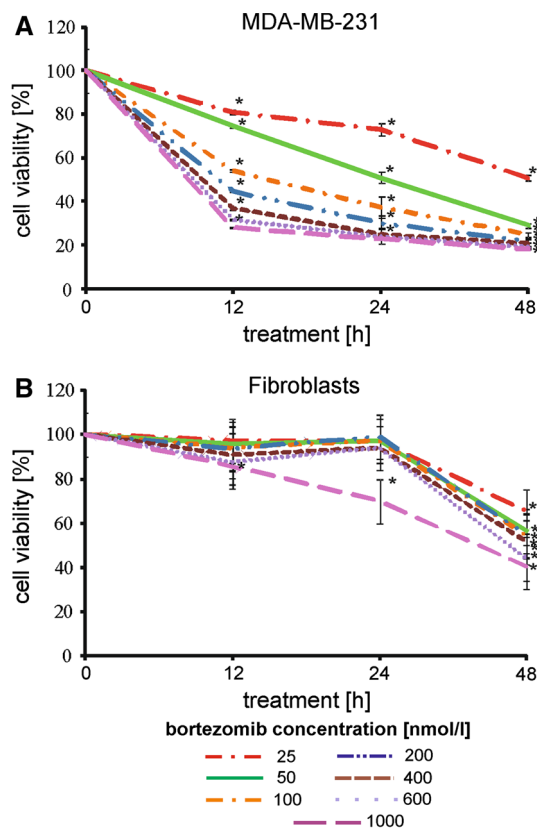 A MDA-MB-231
120
100
80
60
40
20
0
cell viability [%]
* * * * * *
* * * * *
* * * * *
0 12 24 48
treatment [h]
B Fibroblasts
120
100
80
60
40
20
0
cell viability [%]
*
*
* * * * * *
0 12 24 48
treatment [h]
bortezomib concentration [nmol/l]
25 200
50 400
100 600
1000